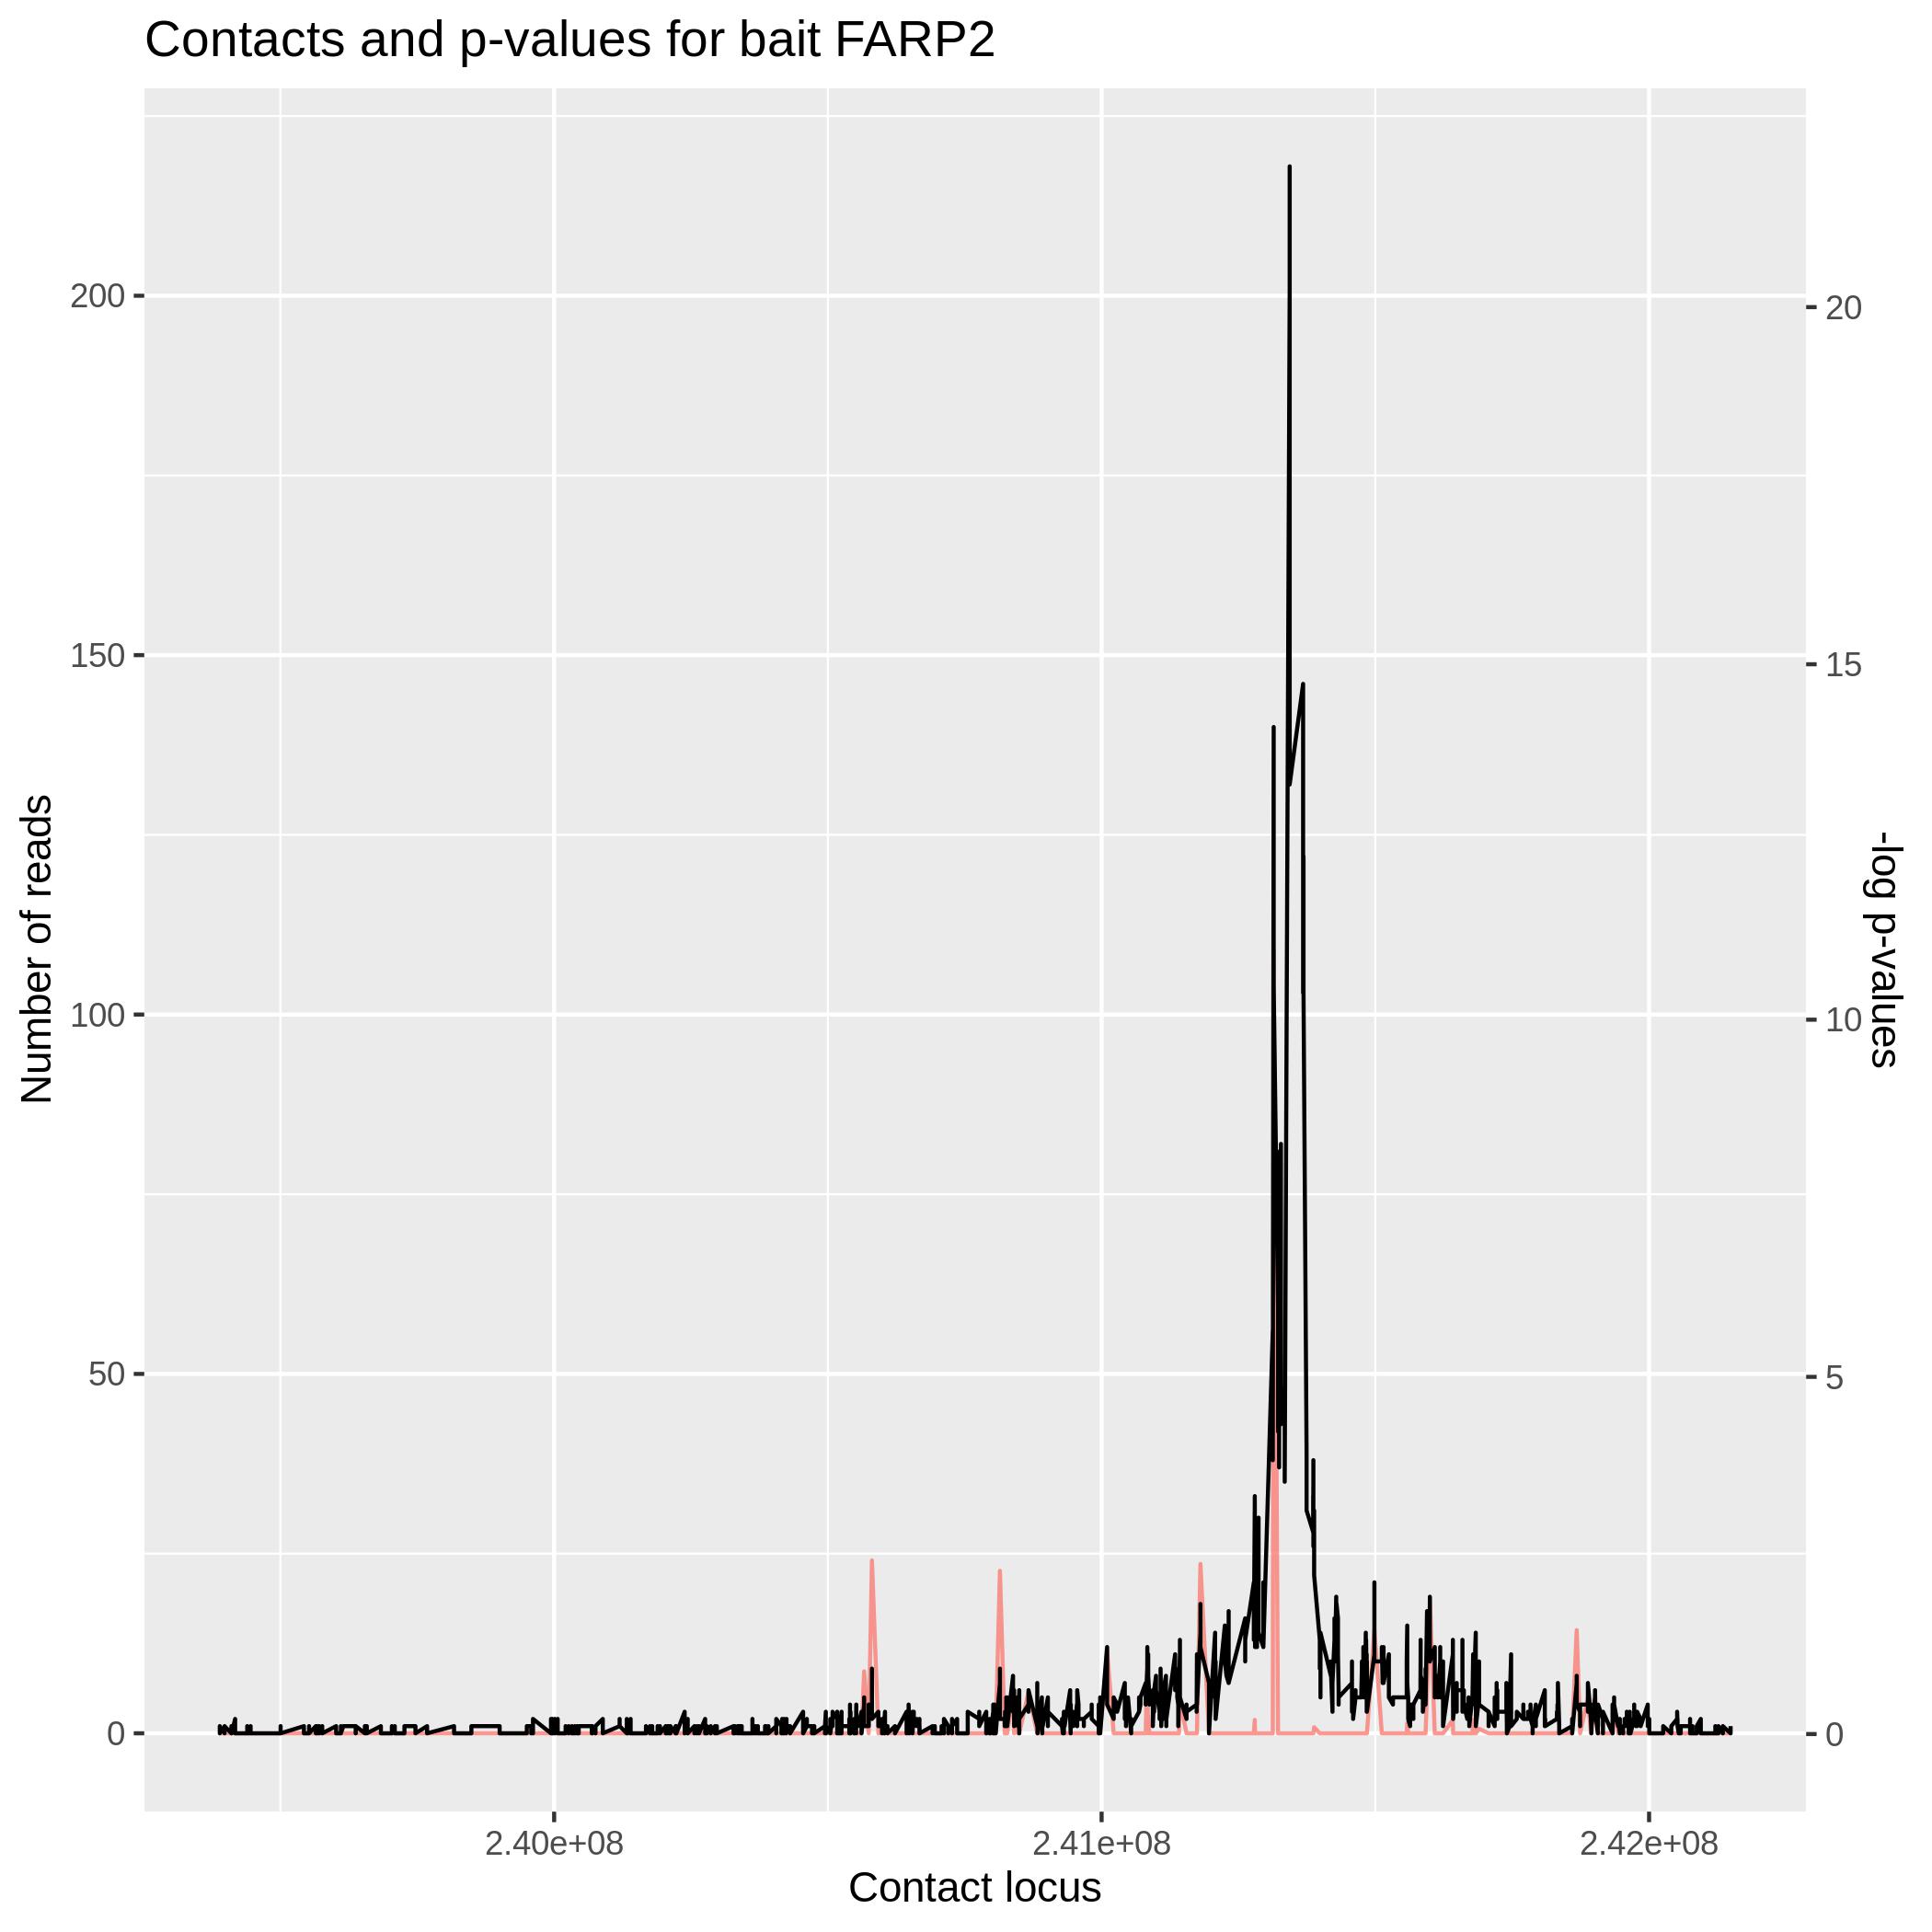 Contacts and p-values for bait FARP2
200
150
100
50
0
20
15
10
5
0
Number of reads
-log p-values
2.40e+08
2.41e+08
2.42e+08
Contact locus